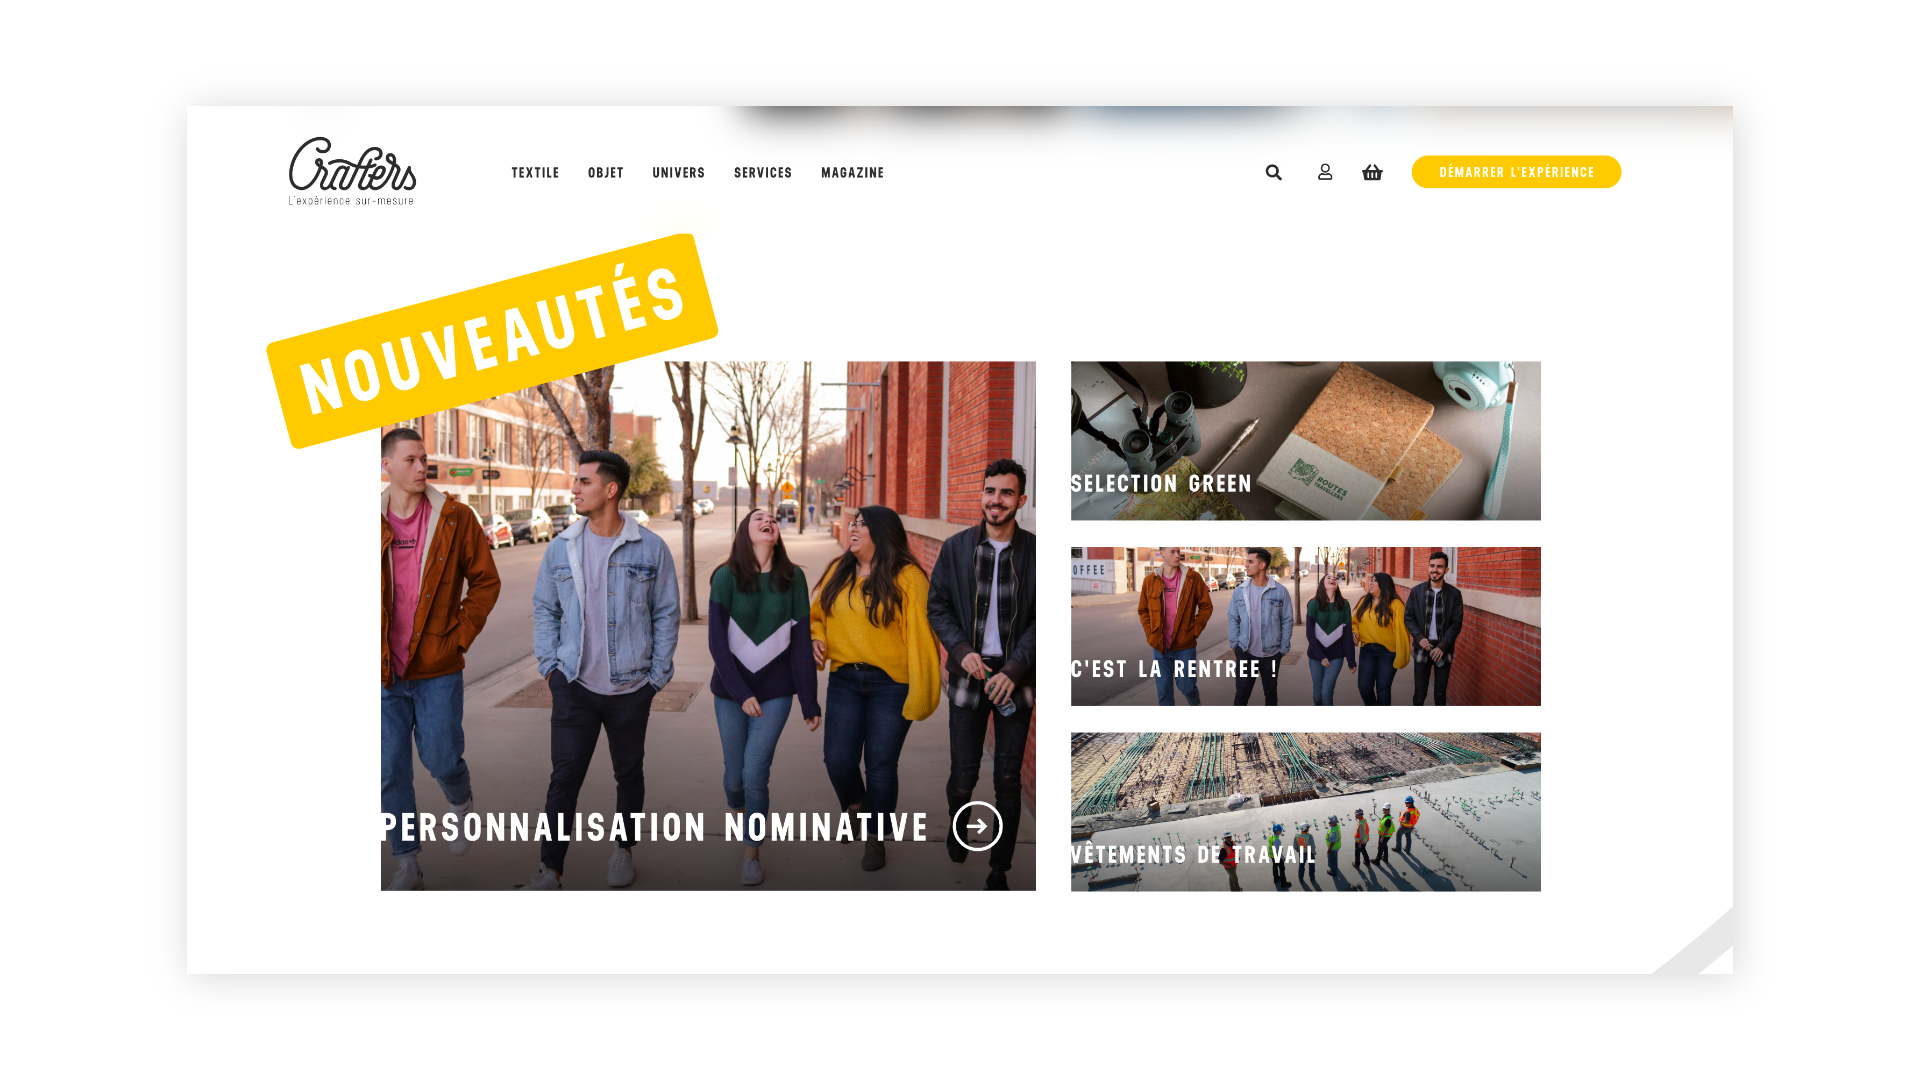 Crafters
L'expérience sur-mesure
TEXTILE
OBJET
UNIVERS
SERVICES
MAGAZINE
DÉMARRER L'EXPÉRIENCE
NOUVEAUTÉS
PERSONNALISATION NOMINATIVE
SELECTION GREEN
ROUTES
TRAVELLERS
OFFEE
C'EST LA RENTREE !
VÊTEMENTS DE TRAVAIL